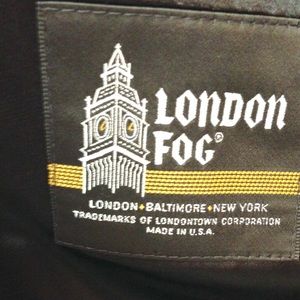 LONDON
FOG®
LONDON•BALTIMORE•NEW YORK
TRADEMARKS OF LONDONTOWN CORPORATION
MADE IN U.S.A.